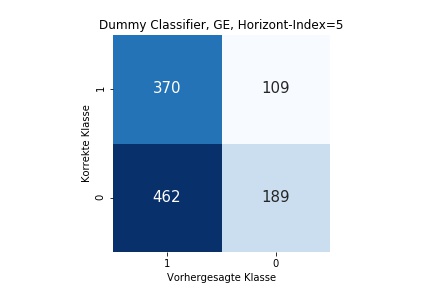 Dummy Classifier, GE, Horizont-Index=5
Korrekte Klasse
1
370
109
0
462
189
1
0
Vorhergesagte Klasse